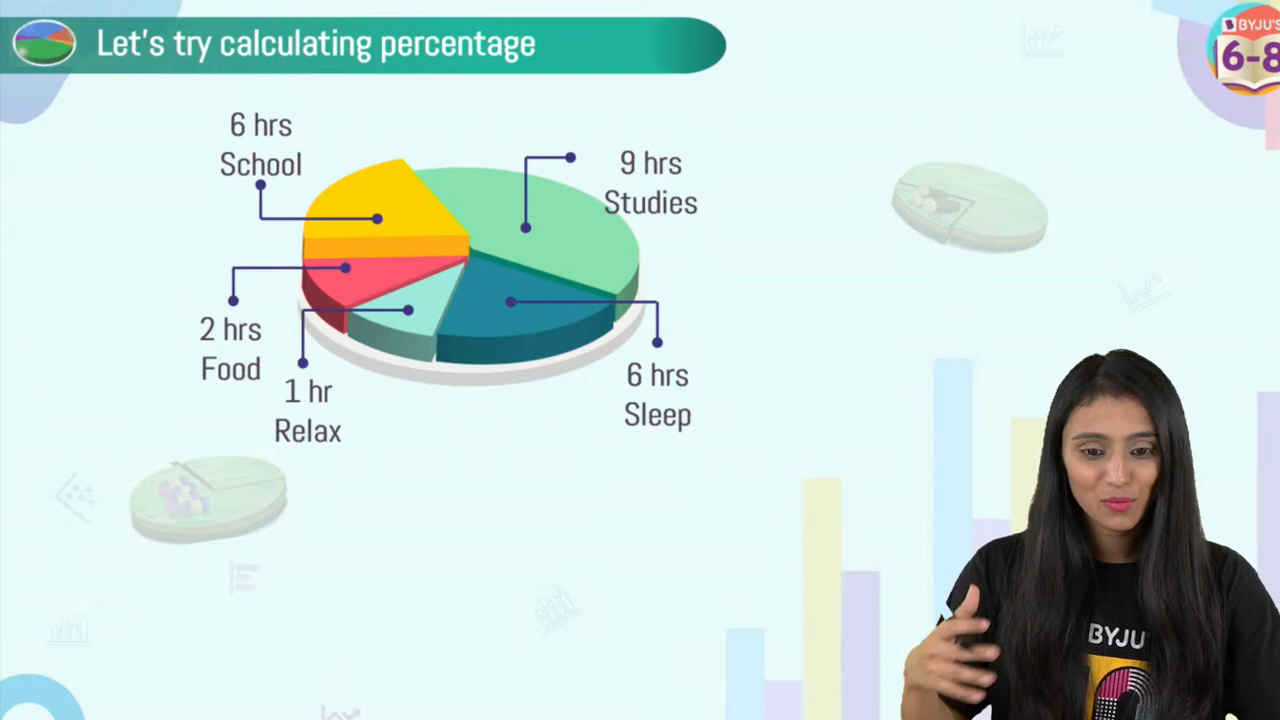 Let's try calculating percentage
BYJU'S
6-8
6 hrs
School
9 hrs
Studies
2 hrs
Food
1 hr
Relax
6 hrs
Sleep
BYJU'